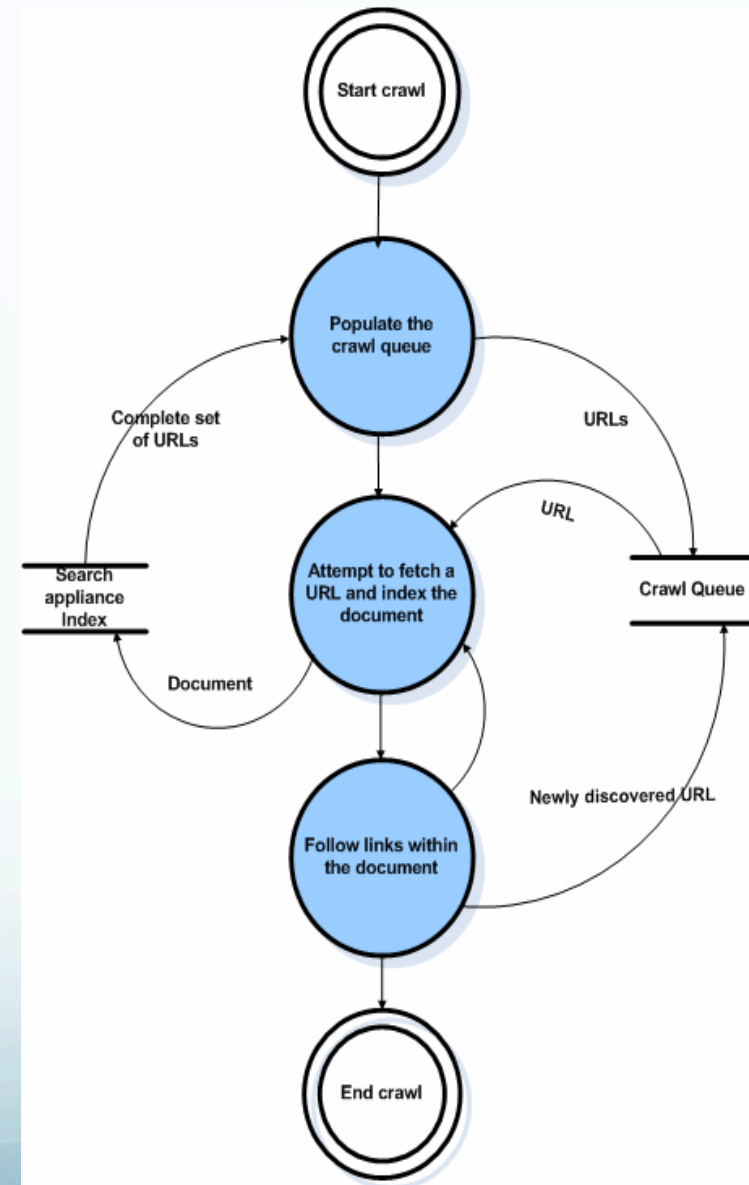 Start crawl
Populate the
crawl queue
Complete set
of URLs
URLs
URL
Attempt to fetch a
URL and index the
document
Search
appliance
Index
Crawl Queue
Document
Newly discovered URL
Follow links within
the document
End crawl